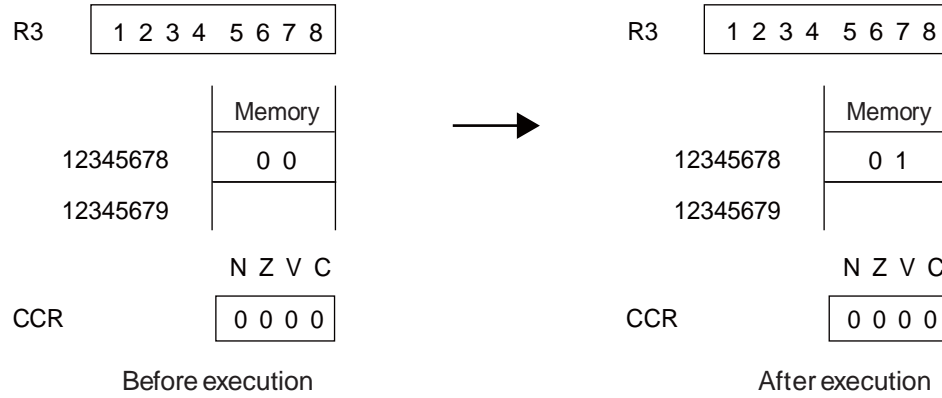 R3 1 2 3 4 5 6 7 8 R3 1 2 3 4 5 6 7 8
Memory Memory
12345678 0 0 12345678 0 1
12345679 12345679
N Z V C N Z V C
CCR 0 0 0 0 CCR 0 0 0 0
Before execution After execution